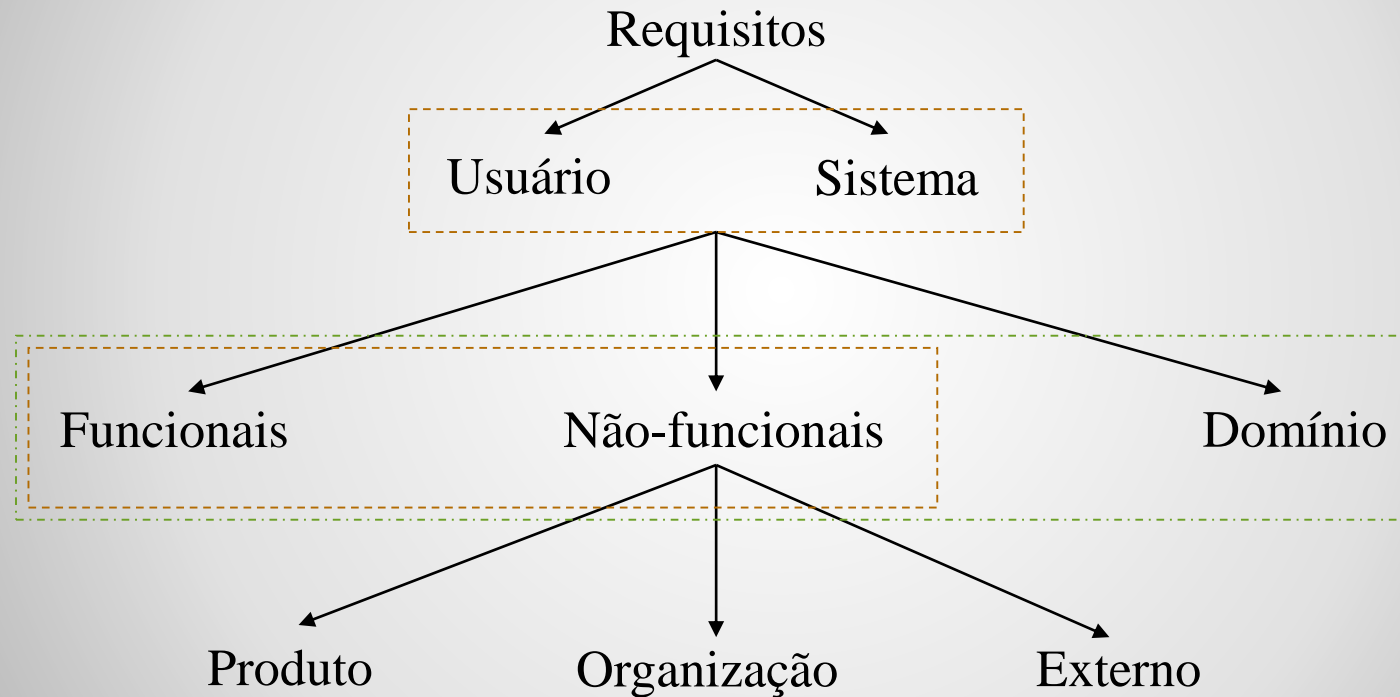 Requisitos
Usuário Sistema
Funcionais Não-funcionais Domínio
Produto Organização Externo